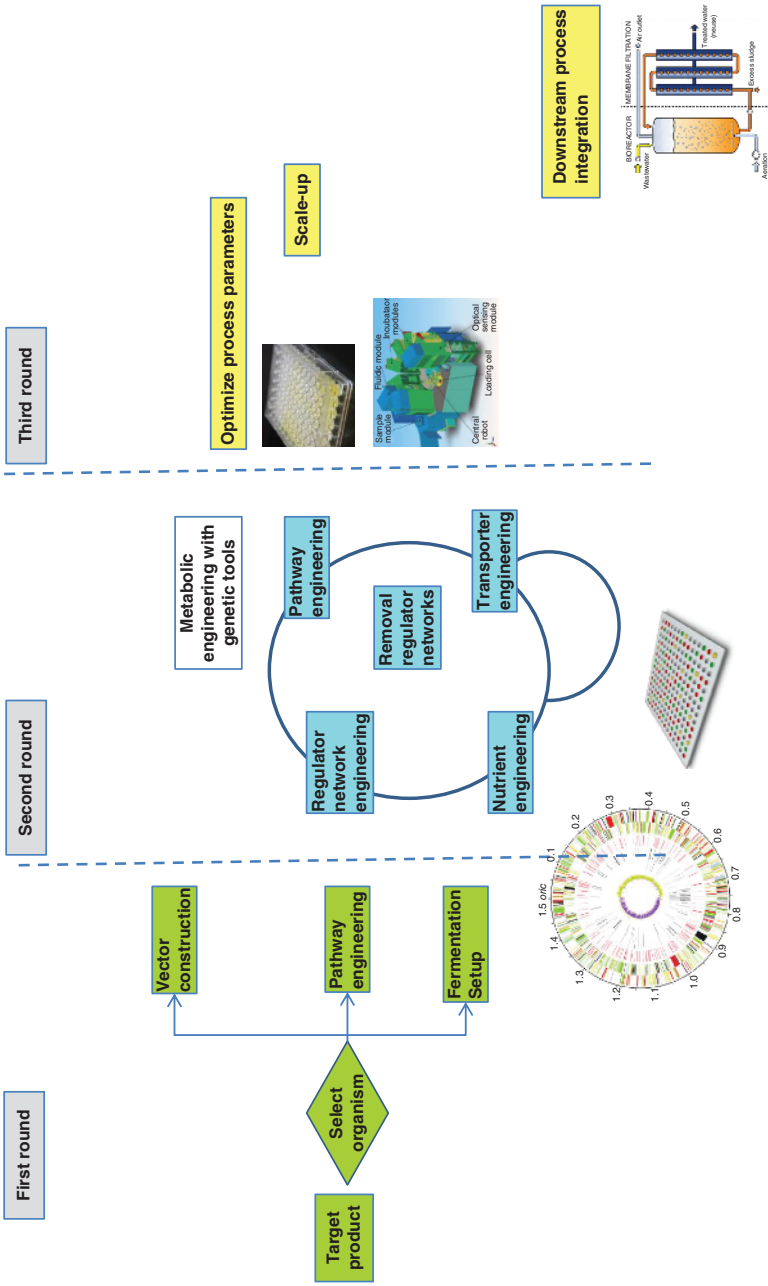 First round
Second round
Third round
Target
product
Select
organism
Vector
construction
Pathway
engineering
Fermentation
Setup
Metabolic
engineering with
genetic tools
Regulator
network
engineering
Pathway
engineering
Removal
regulator
networks
Nutrient
engineering
Transporter
engineering
Optimize process parameters
Scale-up
Downstream process
integration
1.5 oric
0.1
0.2
0.3
0.4
0.5
0.6
0.7
0.8
0.9
1.0
1.1
1.2
1.3
1.4
Sample
module
Fluidic module
Incubataor
modules
Central
robot
Loading cell
Optical
sensing
module
BIOREACTOR
MEMBRANE FILTRATION
Wastewater
Air outlet
Treated water
(neuse)
Aeration
Excess sludge